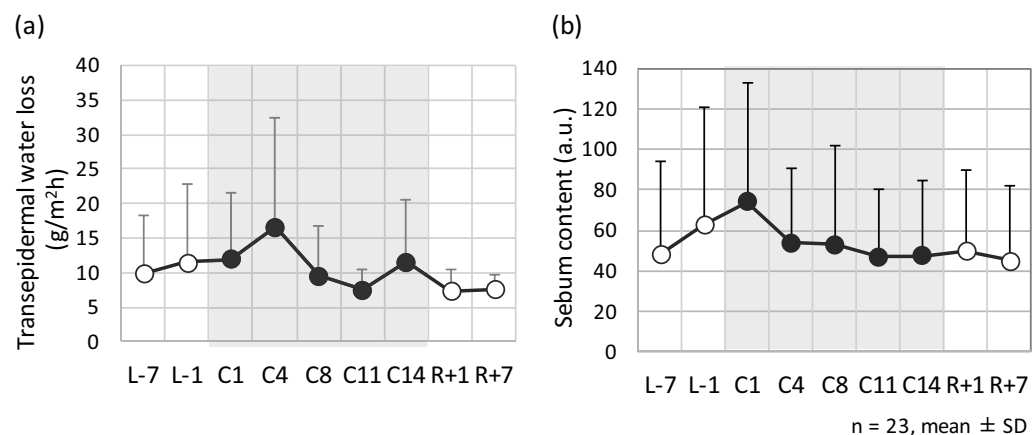 (a)
Transepidermal water loss
(g/m²h)
40
35
30
25
20
15
10
5
0
L-7 L-1 C1 C4 C8 C11 C14 R+1 R+7
(b)
Sebum content (a.u.)
140
120
100
80
60
40
20
0
L-7 L-1 C1 C4 C8 C11 C14 R+1 R+7
n = 23, mean ± SD